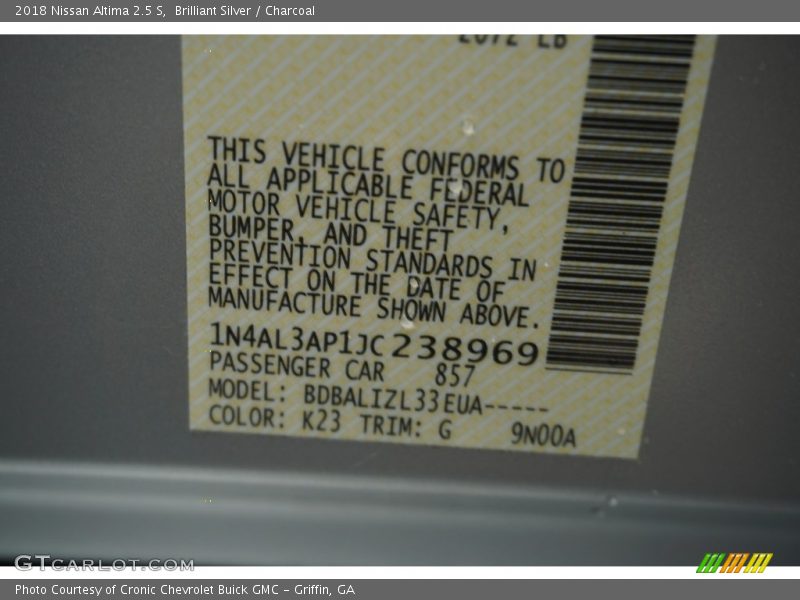 2018 Nissan Altima 2.5 S,  Brilliant Silver / Charcoal
2672 LB
THIS VEHICLE CONFORMS TO
ALL APPLICABLE FEDERAL
MOTOR VEHICLE SAFETY,
BUMPER, AND THEFT
PREVENTION STANDARDS IN
EFFECT ON THE DATE OF
MANUFACTURE SHOWN ABOVE.
1N4AL3AP1JC238969
PASSENGER CAR 857
MODEL: BDBALIZL33EUA-----
COLOR: K23 TRIM: G 9N00A
GTCARLOT.COM
Photo Courtesy of Cronic Chevrolet Buick GMC – Griffin, GA